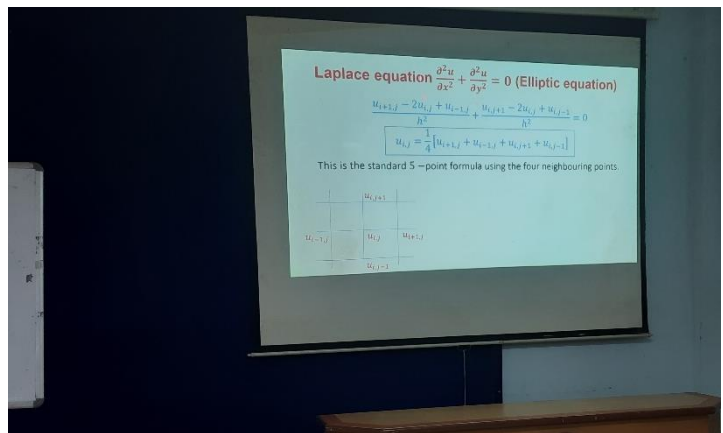 Laplace equation ∂²u/∂x² + ∂²u/∂y² = 0 (Elliptic equation)
(u_{i+1,j} − 2u_{i,j} + u_{i−1,j})/h² + (u_{i,j+1} − 2u_{i,j} + u_{i,j−1})/h² = 0
u_{i,j} = 1/4 [u_{i+1,j} + u_{i−1,j} + u_{i,j+1} + u_{i,j−1}]
This is the standard 5 –point formula using the four neighbouring points.
u_{i,j+1}
u_{i−1,j} u_{i,j} u_{i+1,j}
u_{i,j−1}